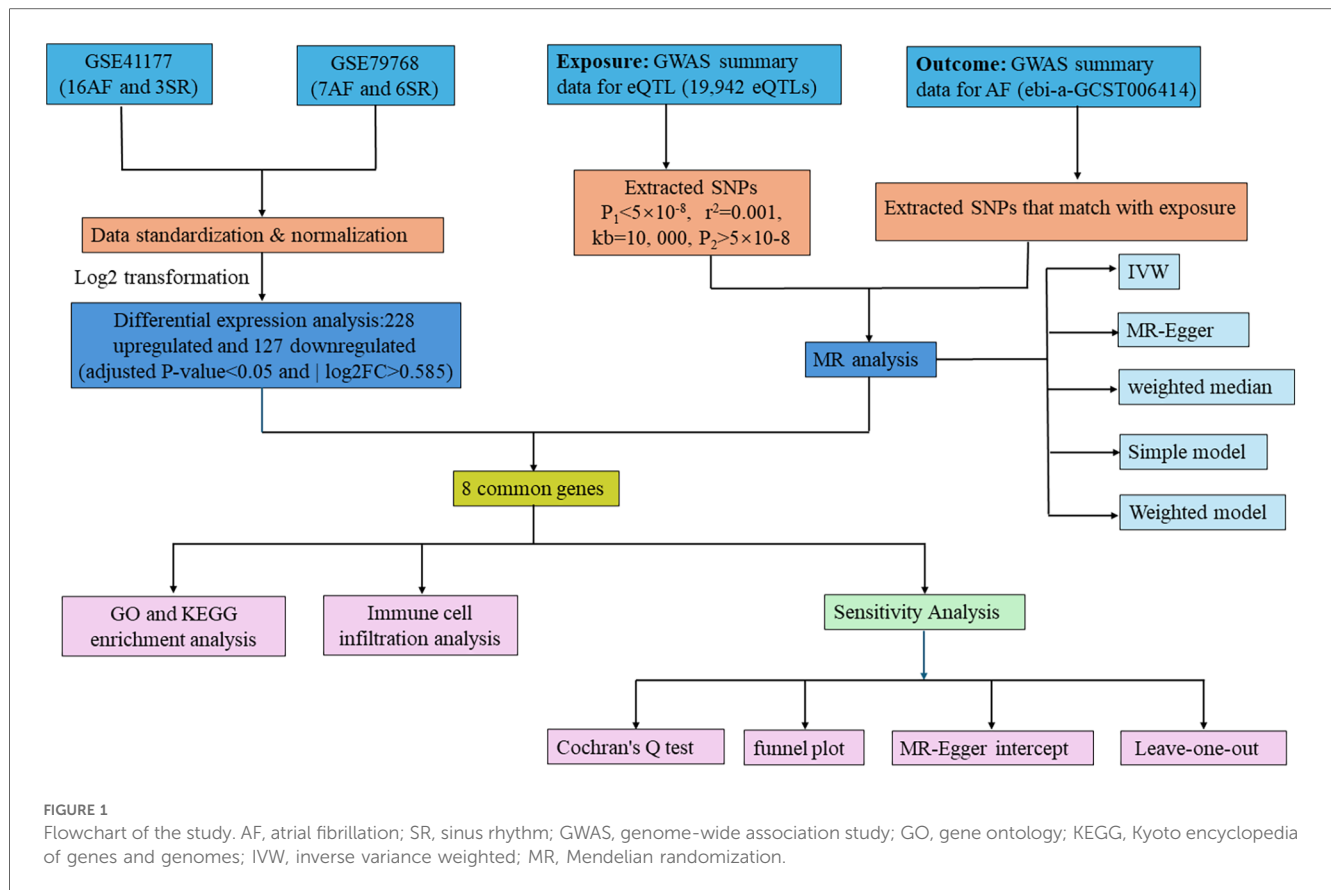 GSE41177
(16AF and 3SR)
GSE79768
(7AF and 6SR)
Exposure: GWAS summary
data for eQTL (19,942 eQTLs)
Outcome: GWAS summary
data for AF (ebi-a-GCST006414)
Extracted SNPs
P₁<5×10⁻⁸, r²=0.001,
kb=10, 000, P₂>5×10-8
Extracted SNPs that match with exposure
Data standardization & normalization
Log2 transformation
Differential expression analysis:228
upregulated and 127 downregulated
(adjusted P-value<0.05 and | log2FC>0.585)
MR analysis
IVW
MR-Egger
weighted median
Simple model
Weighted model
8 common genes
GO and KEGG
enrichment analysis
Immune cell
infiltration analysis
Sensitivity Analysis
Cochran's Q test
funnel plot
MR-Egger intercept
Leave-one-out
FIGURE 1
Flowchart of the study. AF, atrial fibrillation; SR, sinus rhythm; GWAS, genome-wide association study; GO, gene ontology; KEGG, Kyoto encyclopedia
of genes and genomes; IVW, inverse variance weighted; MR, Mendelian randomization.